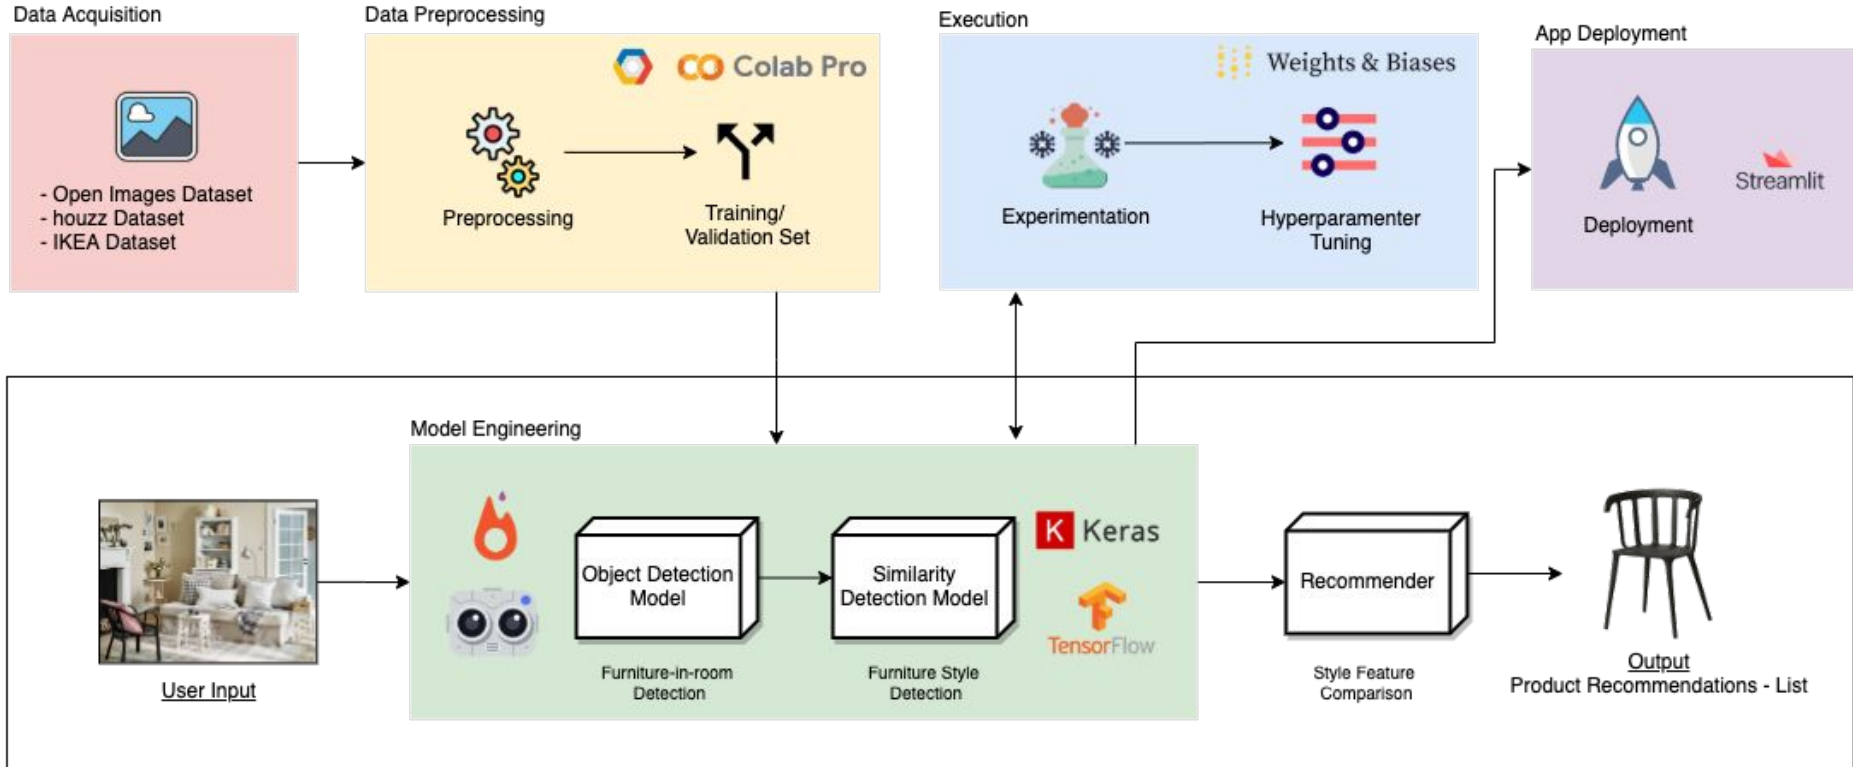 Data Acquisition
- Open Images Dataset
- houzz Dataset
- IKEA Dataset
Data Preprocessing
Colab Pro
Preprocessing
Training/
Validation Set
Execution
Weights & Biases
Experimentation
Hyperparamenter
Tuning
App Deployment
Deployment
Streamlit
Model Engineering
User Input
Object Detection
Model
Furniture-in-room
Detection
Similarity
Detection Model
Furniture Style
Detection
K Keras
TensorFlow
Recommender
Style Feature
Comparison
Output
Product Recommendations - List